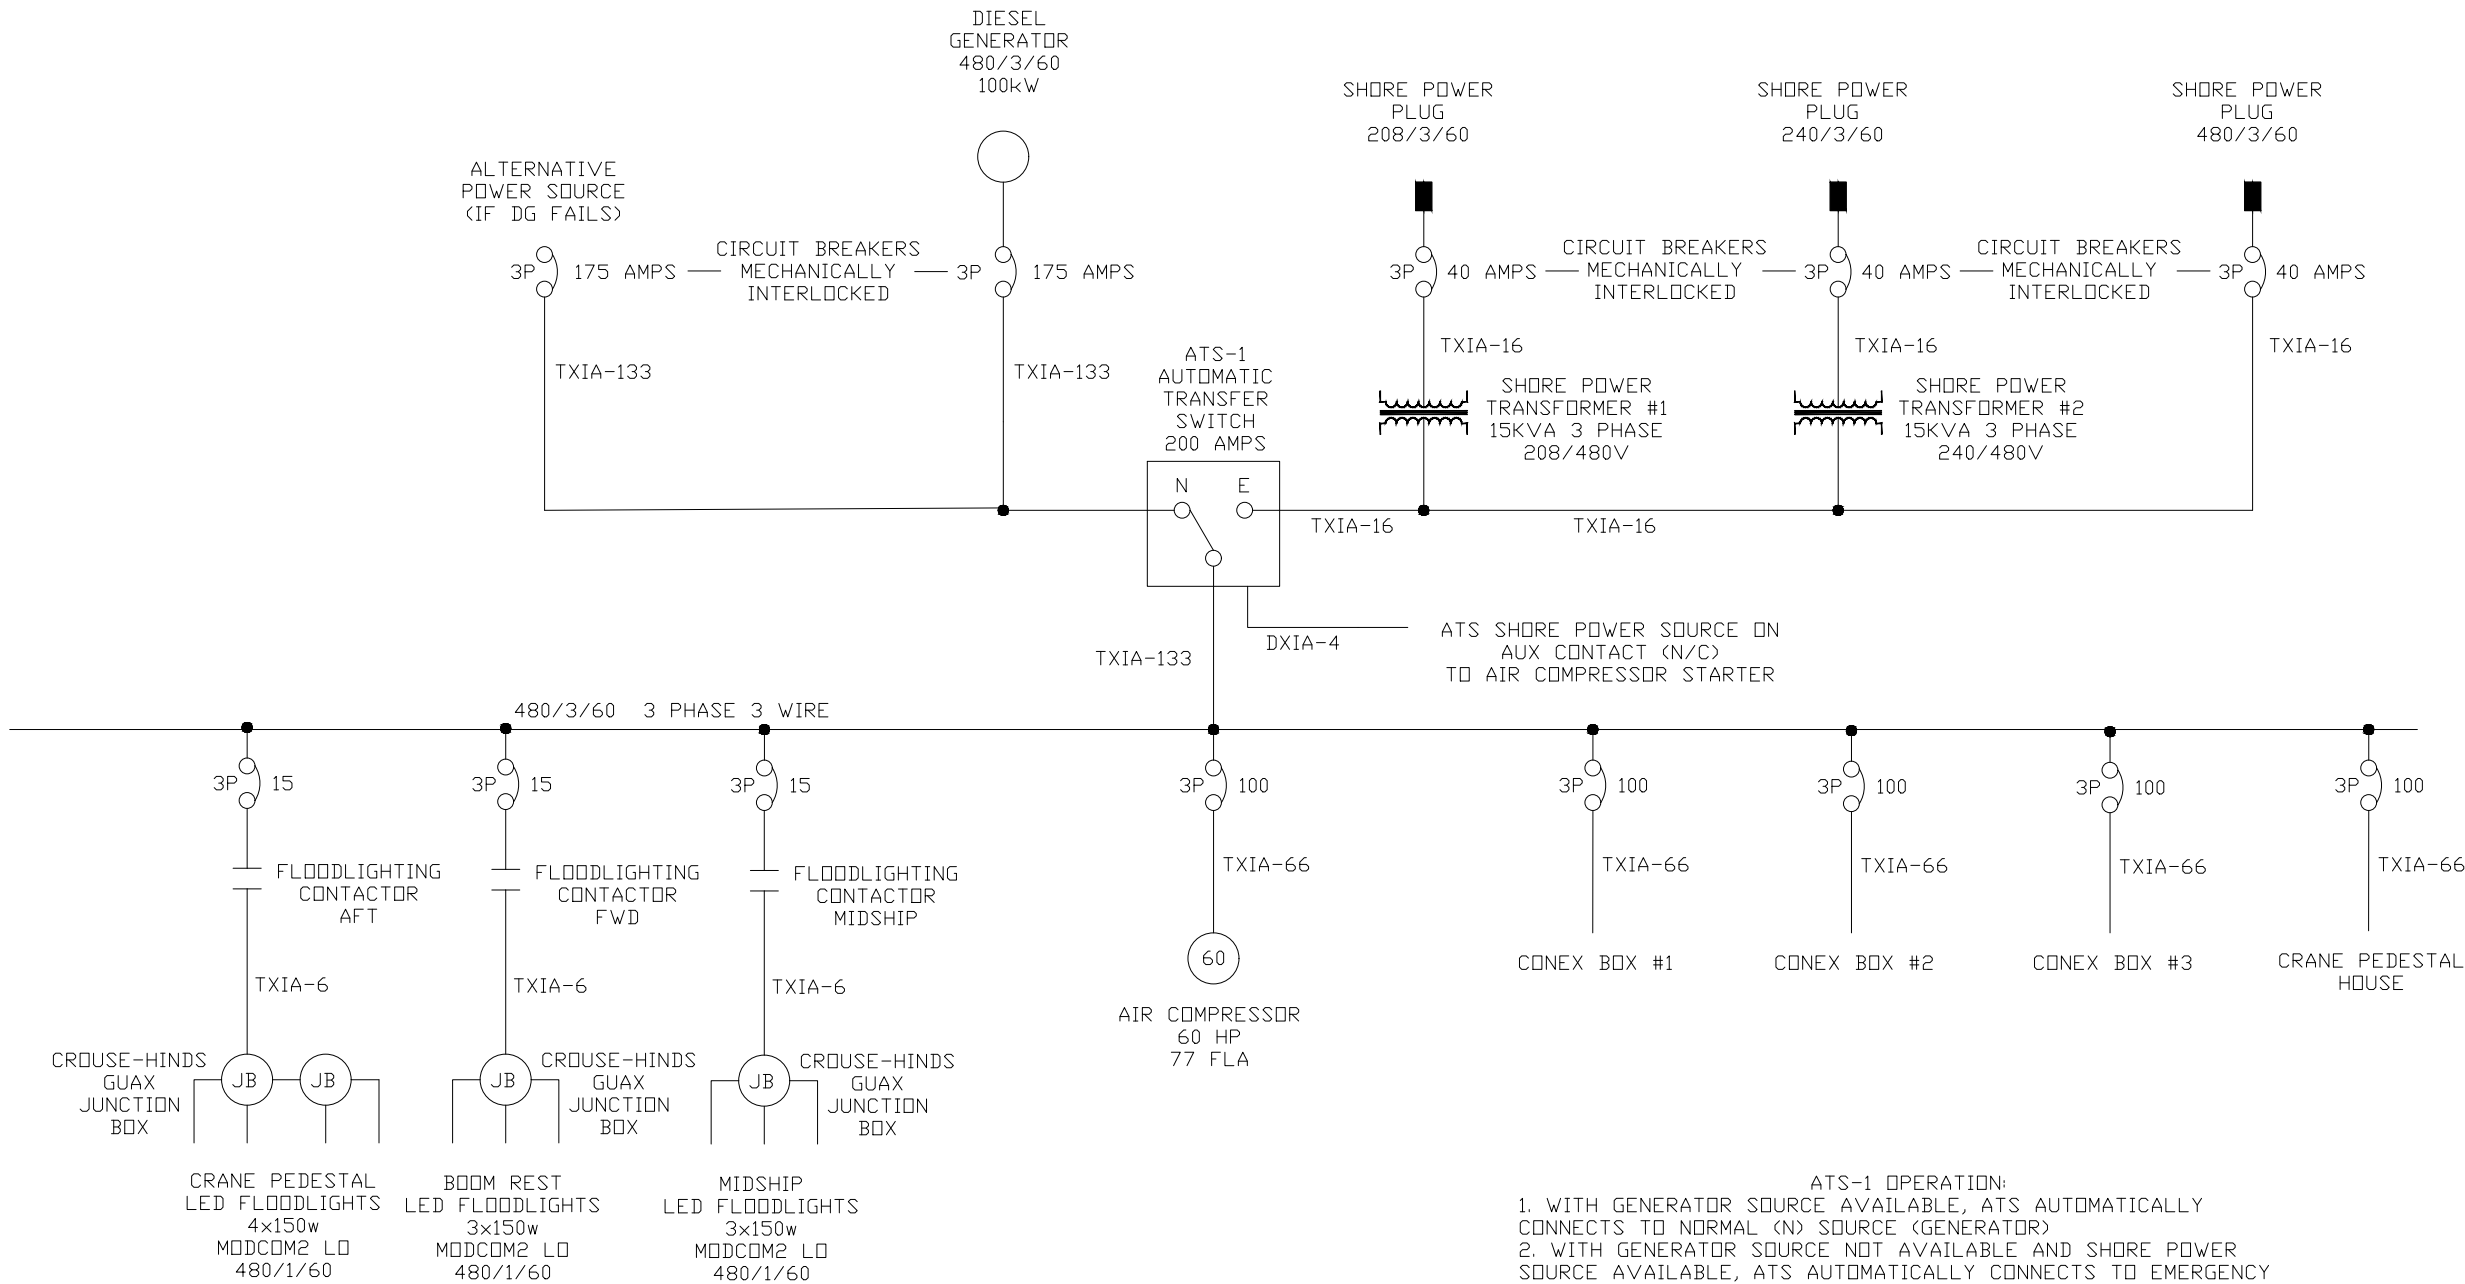 DIESEL
GENERATOR
480/3/60
100kW
SHORE POWER
PLUG
208/3/60
SHORE POWER
PLUG
240/3/60
SHORE POWER
PLUG
480/3/60
ALTERNATIVE
POWER SOURCE
(IF DG FAILS)
3P
175 AMPS
CIRCUIT BREAKERS
MECHANICALLY
INTERLOCKED
3P
175 AMPS
3P
40 AMPS
CIRCUIT BREAKERS
MECHANICALLY
INTERLOCKED
3P
40 AMPS
CIRCUIT BREAKERS
MECHANICALLY
INTERLOCKED
3P
40 AMPS
TXIA-133
TXIA-133
TXIA-16
TXIA-16
TXIA-16
ATS-1
AUTOMATIC
TRANSFER
SWITCH
200 AMPS
SHORE POWER
TRANSFORMER #1
15KVA 3 PHASE
208/480V
SHORE POWER
TRANSFORMER #2
15KVA 3 PHASE
240/480V
N
E
TXIA-16
TXIA-16
TXIA-133
DXIA-4
ATS SHORE POWER SOURCE ON
AUX CONTACT (N/C)
TO AIR COMPRESSOR STARTER
480/3/60 3 PHASE 3 WIRE
3P
15
3P
15
3P
15
3P
100
3P
100
3P
100
3P
100
3P
100
FLOODLIGHTING
CONTACTOR
AFT
FLOODLIGHTING
CONTACTOR
FWD
FLOODLIGHTING
CONTACTOR
MIDSHIP
TXIA-66
TXIA-66
TXIA-66
TXIA-66
TXIA-66
TXIA-6
TXIA-6
TXIA-6
60
AIR COMPRESSOR
60 HP
77 FLA
CONEX BOX #1
CONEX BOX #2
CONEX BOX #3
CRANE PEDESTAL
HOUSE
CROUSE-HINDS
GUAX
JUNCTION
BOX
JB
JB
JB
CROUSE-HINDS
GUAX
JUNCTION
BOX
JB
CROUSE-HINDS
GUAX
JUNCTION
BOX
CRANE PEDESTAL
LED FLOODLIGHTS
4x150w
MODCOM2 LO
480/1/60
BOOM REST
LED FLOODLIGHTS
3x150w
MODCOM2 LO
480/1/60
MIDSHIP
LED FLOODLIGHTS
3x150w
MODCOM2 LO
480/1/60
ATS-1 OPERATION:
1. WITH GENERATOR SOURCE AVAILABLE, ATS AUTOMATICALLY
CONNECTS TO NORMAL (N) SOURCE (GENERATOR)
2. WITH GENERATOR SOURCE NOT AVAILABLE AND SHORE POWER
SOURCE AVAILABLE, ATS AUTOMATICALLY CONNECTS TO EMERGENCY